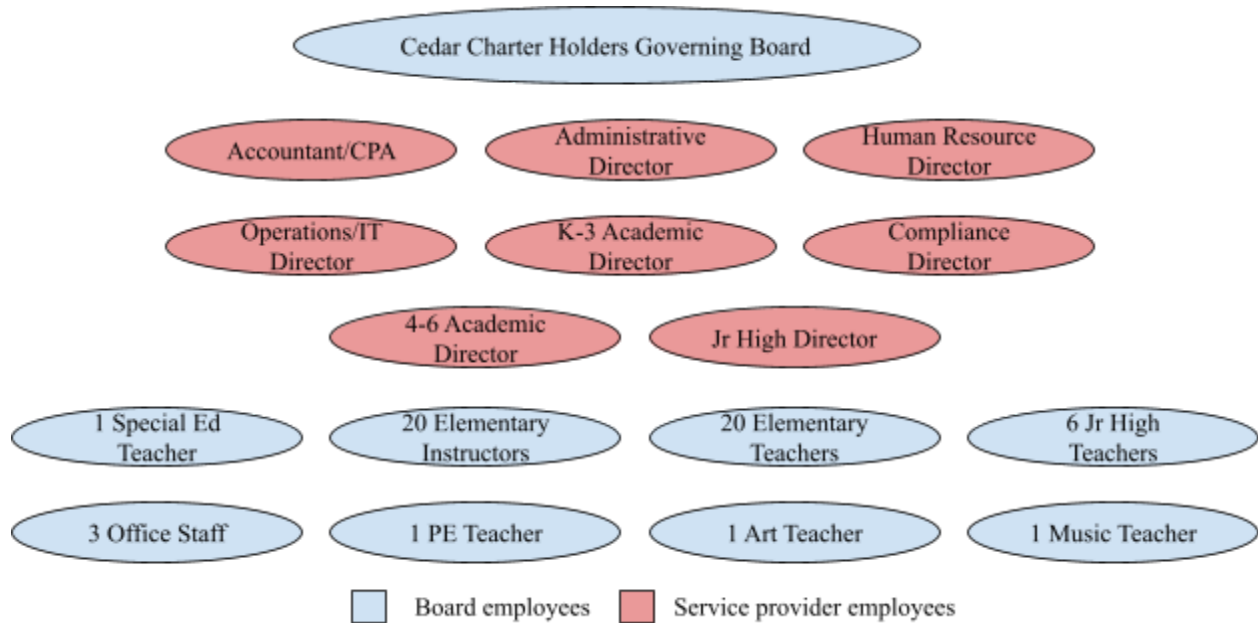 Cedar Charter Holders Governing Board
Accountant/CPA
Administrative
Director
Human Resource
Director
Operations/IT
Director
K-3 Academic
Director
Compliance
Director
4-6 Academic
Director
Jr High Director
1 Special Ed
Teacher
20 Elementary
Instructors
20 Elementary
Teachers
6 Jr High
Teachers
3 Office Staff
1 PE Teacher
1 Art Teacher
1 Music Teacher
Board employees
Service provider employees